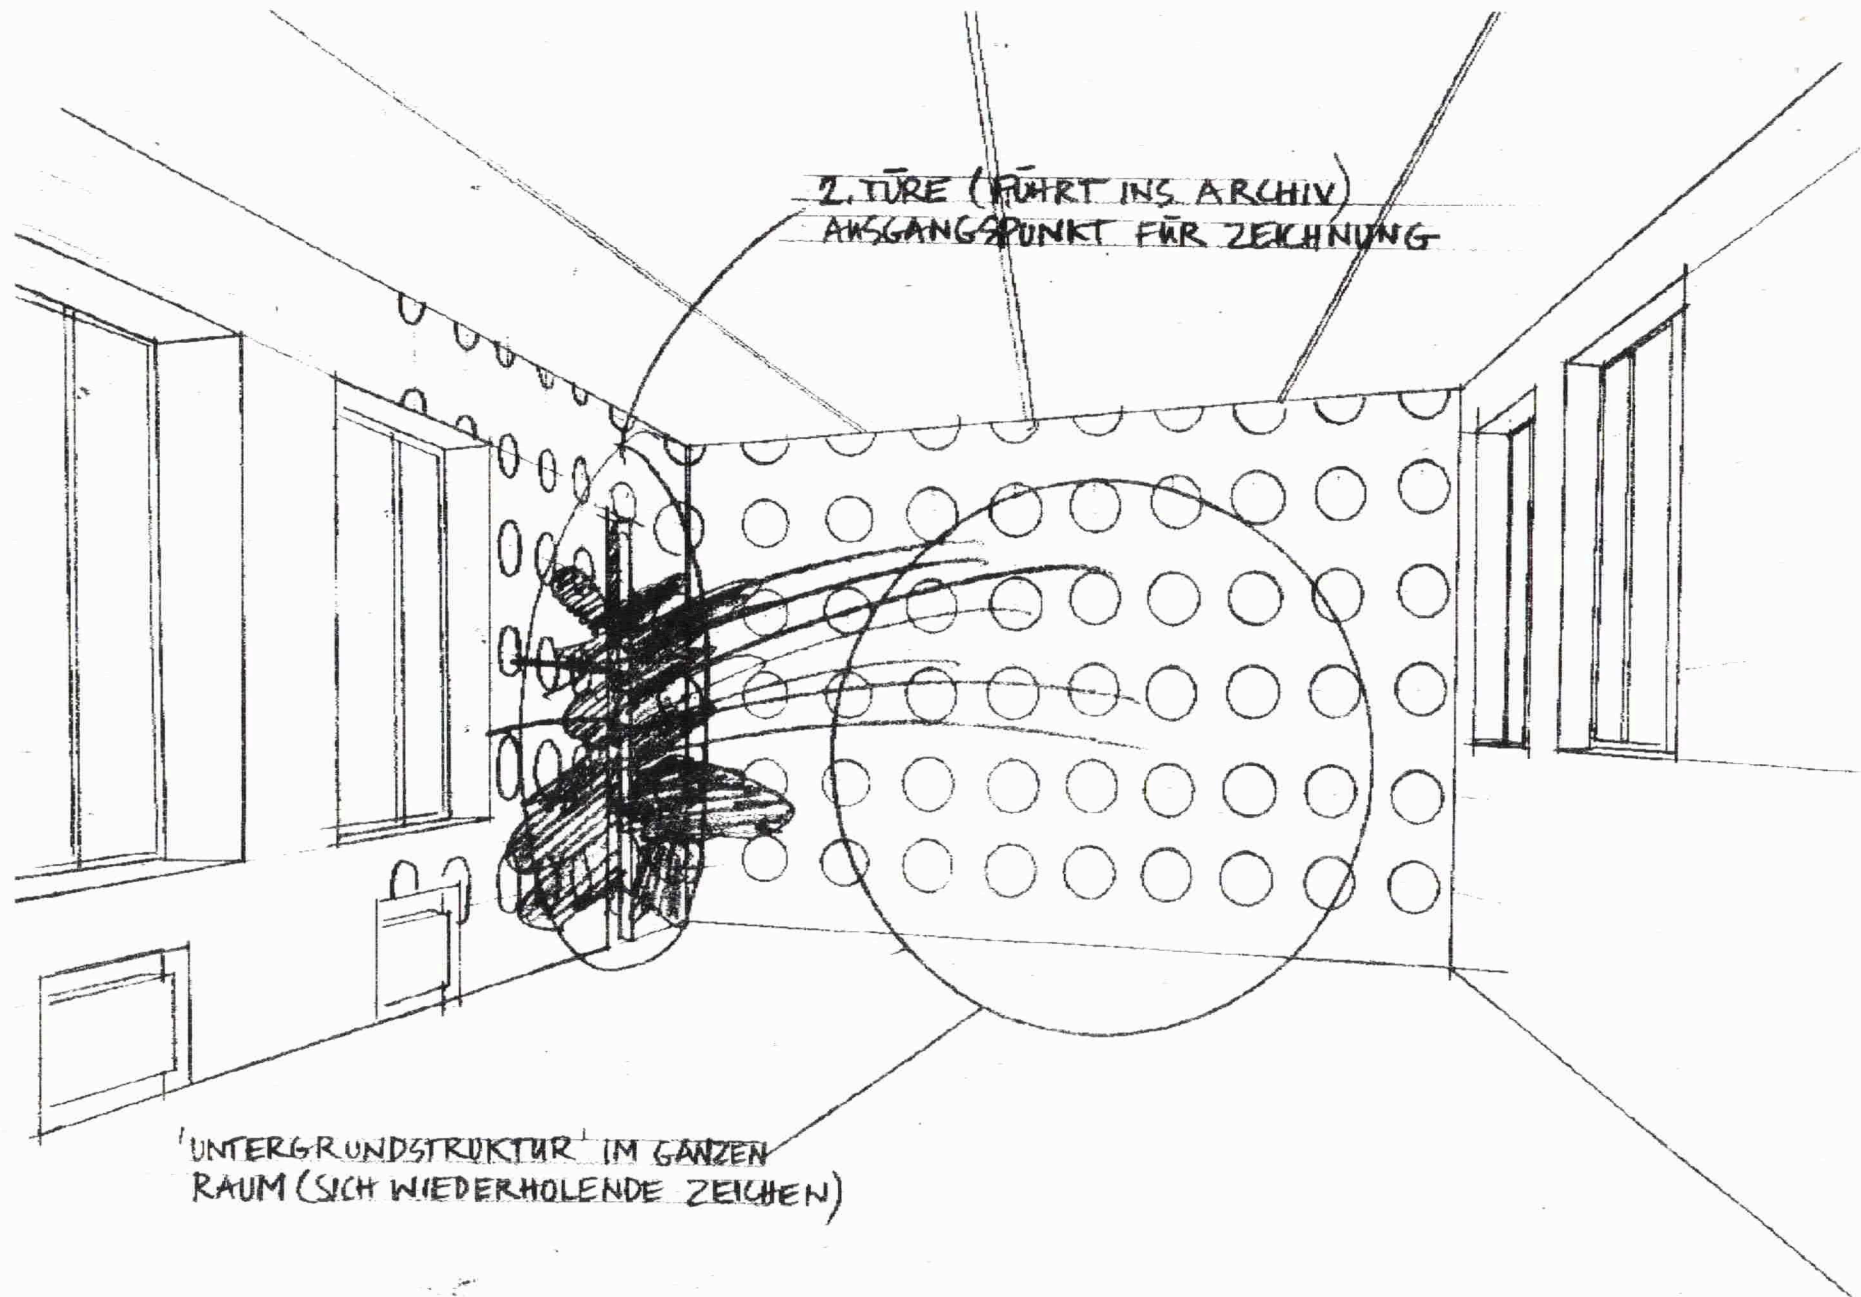 2. TÜRE (FÜHRT INS ARCHIV)
AUSGANGSPUNKT FÜR ZEICHNUNG
'UNTERGRUNDSTRUKTUR' IM GANZEN
RAUM (SICH WIEDERHOLENDE ZEICHEN)